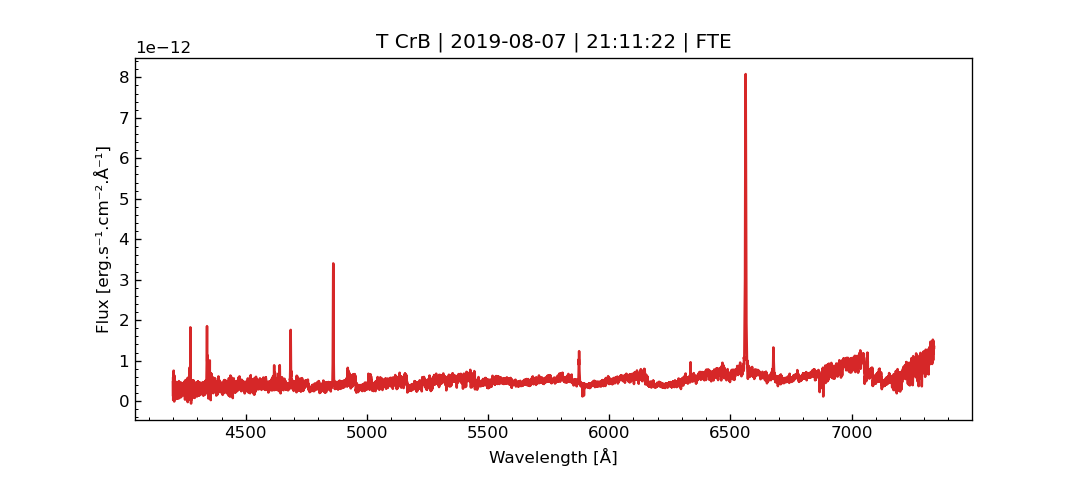 T CrB | 2019-08-07 | 21:11:22 | FTE
1e−12
8
7
6
5
4
3
2
1
0
Flux [erg.s⁻¹.cm⁻².Å⁻¹]
4500 5000 5500 6000 6500 7000
Wavelength [Å]